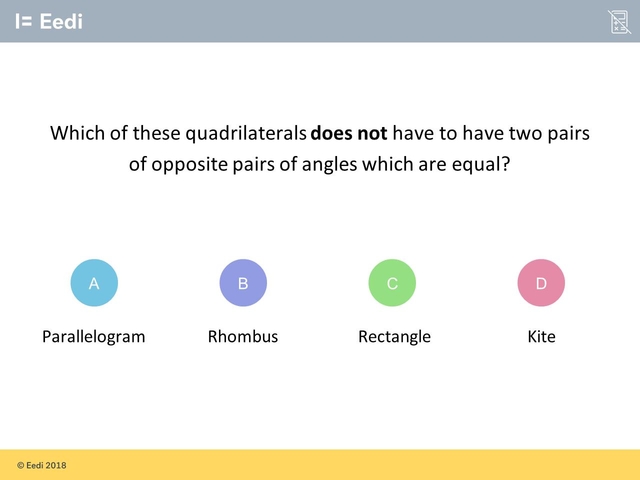 I= Eedi
Which of these quadrilaterals does not have to have two pairs
of opposite pairs of angles which are equal?
A
B
C
D
Parallelogram
Rhombus
Rectangle
Kite
© Eedi 2018